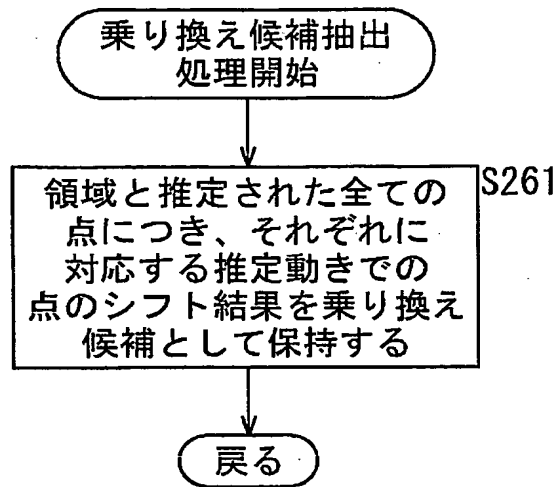 乗り換え候補抽出
処理開始
S261
領域と推定された全ての
点につき、それぞれに
対応する推定動きでの
点のシフト結果を乗り換え
候補として保持する
戻る